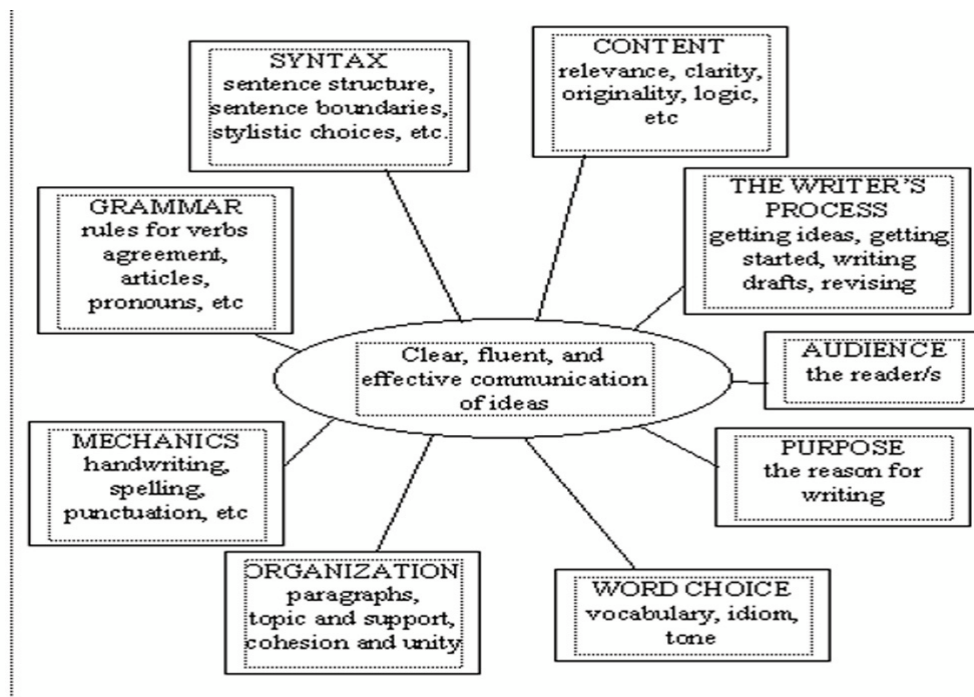 SYNTAX
sentence structure,
sentence boundaries,
stylistic choices, etc.
CONTENT
relevance, clarity,
originality, logic,
etc
GRAMMAR
rules for verbs
agreement,
articles,
pronouns, etc
THE WRITER'S
PROCESS
getting ideas, getting
started, writing
drafts, revising
Clear, fluent, and
effective communication
of ideas
AUDIENCE
the reader/s
MECHANICS
handwriting,
spelling,
punctuation, etc
PURPOSE
the reason for
writing
ORGANIZATION
paragraphs,
topic and support,
cohesion and unity
WORD CHOICE
vocabulary, idiom,
tone